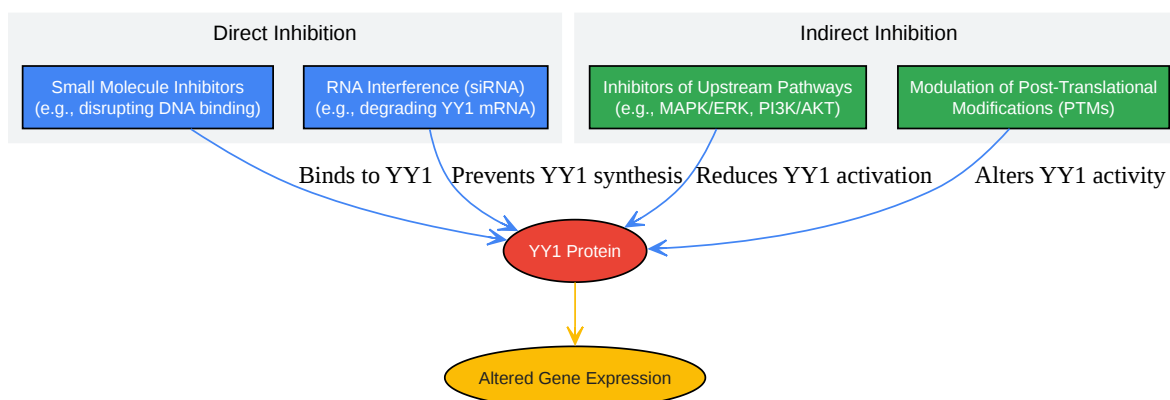 Direct Inhibition
Indirect Inhibition
Small Molecule Inhibitors
(e.g., disrupting DNA binding)
RNA Interference (siRNA)
(e.g., degrading YY1 mRNA)
Inhibitors of Upstream Pathways
(e.g., MAPK/ERK, PI3K/AKT)
Modulation of Post-Translational
Modifications (PTMs)
Binds to YY1
Prevents YY1 synthesis
Reduces YY1 activation
Alters YY1 activity
YY1 Protein
Altered Gene Expression